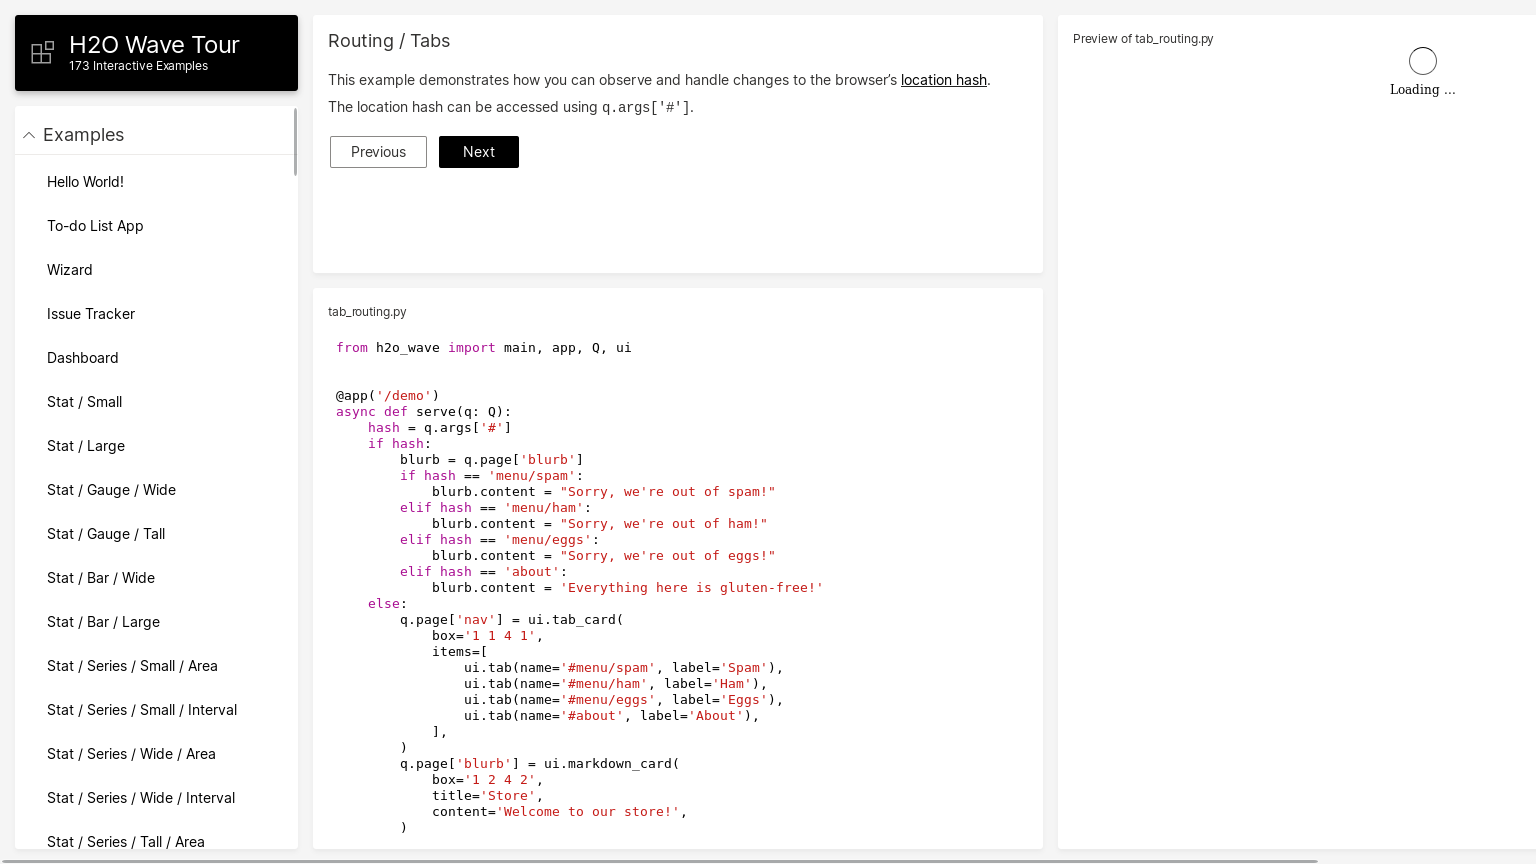 H2O Wave Tour
173 Interactive Examples
Examples
Hello World!
To-do List App
Wizard
Issue Tracker
Dashboard
Stat / Small
Stat / Large
Stat / Gauge / Wide
Stat / Gauge / Tall
Stat / Bar / Wide
Stat / Bar / Large
Stat / Series / Small / Area
Stat / Series / Small / Interval
Stat / Series / Wide / Area
Stat / Series / Wide / Interval
Stat / Series / Tall / Area
Routing / Tabs
This example demonstrates how you can observe and handle changes to the browser’s location hash.
The location hash can be accessed using q.args['#'].
Previous
Next
tab_routing.py
from h2o_wave import main, app, Q, ui
@app('/demo')
async def serve(q: Q):
    hash = q.args['#']
    if hash:
        blurb = q.page['blurb']
        if hash == 'menu/spam':
            blurb.content = "Sorry, we're out of spam!"
        elif hash == 'menu/ham':
            blurb.content = "Sorry, we're out of ham!"
        elif hash == 'menu/eggs':
            blurb.content = "Sorry, we're out of eggs!"
        elif hash == 'about':
            blurb.content = 'Everything here is gluten-free!'
    else:
        q.page['nav'] = ui.tab_card(
            box='1 1 4 1',
            items=[
                ui.tab(name='#menu/spam', label='Spam'),
                ui.tab(name='#menu/ham', label='Ham'),
                ui.tab(name='#menu/eggs', label='Eggs'),
                ui.tab(name='#about', label='About'),
            ],
        )
        q.page['blurb'] = ui.markdown_card(
            box='1 2 4 2',
            title='Store',
            content='Welcome to our store!',
        )
Preview of tab_routing.py
Loading ...